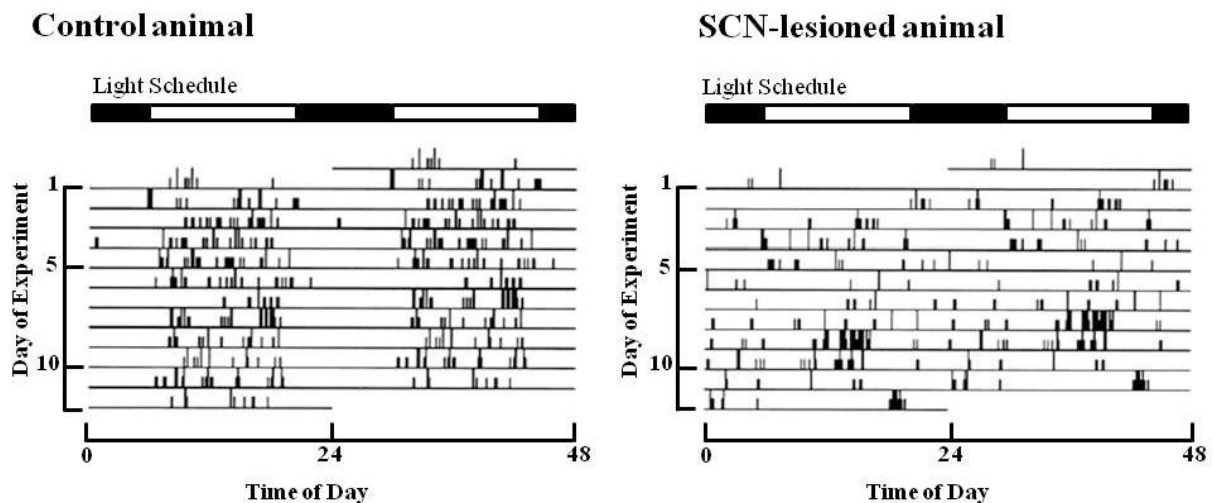 Control animal
Light Schedule
Day of Experiment
1
5
10
0 24 48
Time of Day
SCN-lesioned animal
Light Schedule
Day of Experiment
1
5
10
0 24 48
Time of Day